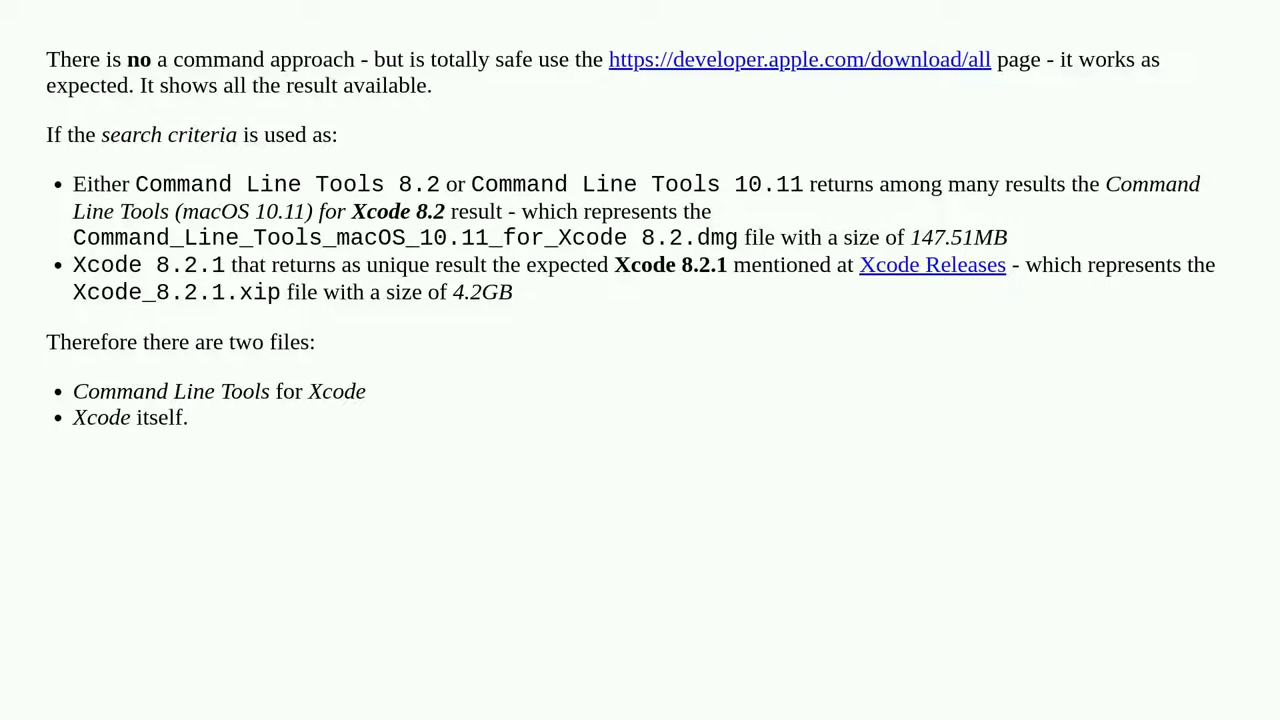 There is no a command approach - but is totally safe use the https://developer.apple.com/download/all page - it works as
expected. It shows all the result available.
If the search criteria is used as:
• Either Command Line Tools 8.2 or Command Line Tools 10.11 returns among many results the Command
Line Tools (macOS 10.11) for Xcode 8.2 result - which represents the
Command_Line_Tools_macOS_10.11_for_Xcode 8.2.dmg file with a size of 147.51MB
• Xcode 8.2.1 that returns as unique result the expected Xcode 8.2.1 mentioned at Xcode Releases - which represents the
Xcode_8.2.1.xip file with a size of 4.2GB
Therefore there are two files:
• Command Line Tools for Xcode
• Xcode itself.